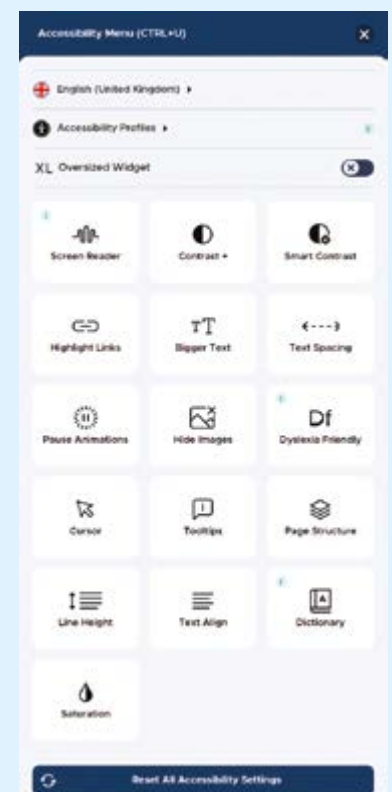 Accessibility Menu (CTRL+U)
English (United Kingdom)
Accessibility Profiles
XL Oversized Widget
Screen Reader
Contrast +
Smart Contrast
Highlight Links
Bigger Text
Text Spacing
Pause Animations
Hide Images
Df
Dyslexia Friendly
Cursor
Tooltips
Page Structure
Line Height
Text Align
Dictionary
Saturation
Reset All Accessibility Settings